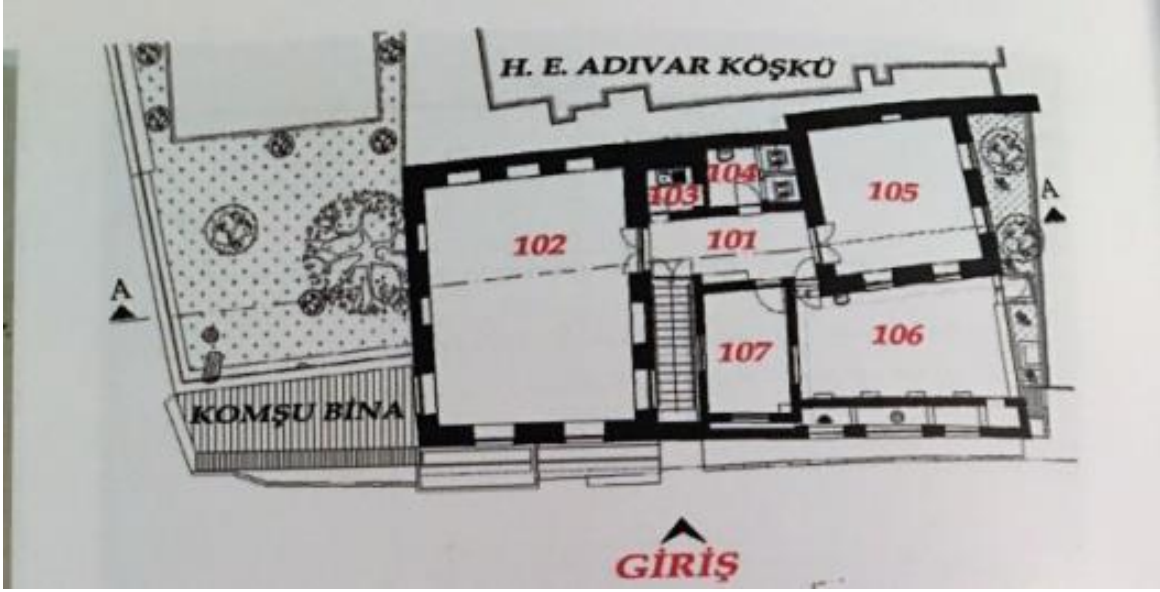 H. E. ADIVAR KÖŞKÜ
103
104
105
102
101
A
A
107
106
KOMŞU BİNA
GİRİŞ